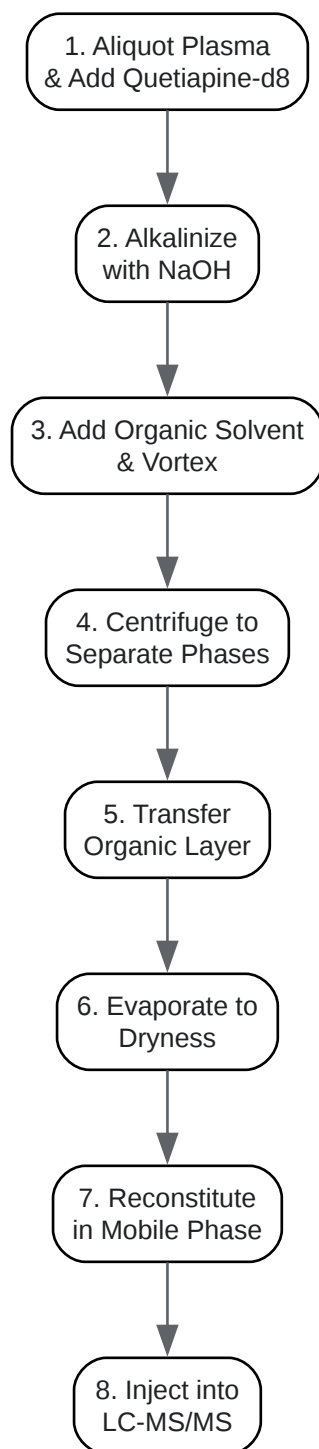 1. Aliquot Plasma
& Add Quetiapine-d8
2. Alkalinize
with NaOH
3. Add Organic Solvent
& Vortex
4. Centrifuge to
Separate Phases
5. Transfer
Organic Layer
6. Evaporate to
Dryness
7. Reconstitute
in Mobile Phase
8. Inject into
LC-MS/MS